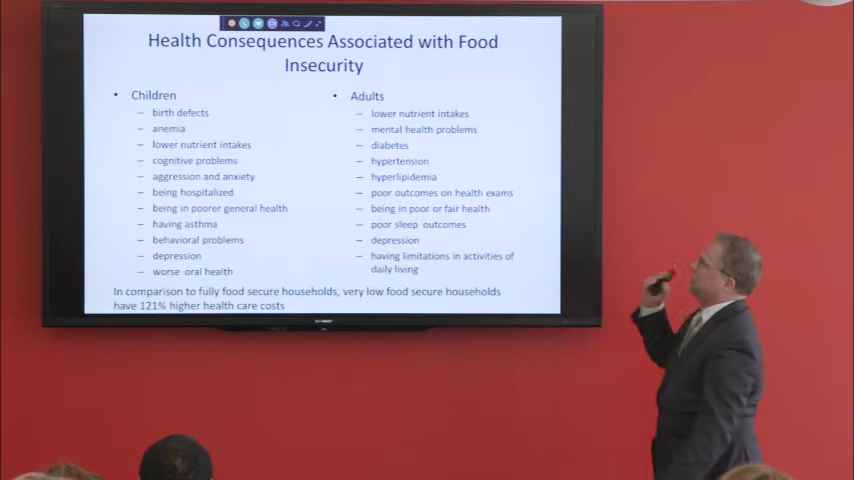 Health Consequences Associated with Food
Insecurity
• Children
– birth defects
– anemia
– lower nutrient intakes
– cognitive problems
– aggression and anxiety
– being hospitalized
– being in poorer general health
– having asthma
– behavioral problems
– depression
– worse oral health
• Adults
– lower nutrient intakes
– mental health problems
– diabetes
– hypertension
– hyperlipidemia
– poor outcomes on health exams
– being in poor or fair health
– poor sleep outcomes
– depression
– having limitations in activities of
daily living
In comparison to fully food secure households, very low food secure households
have 121% higher health care costs